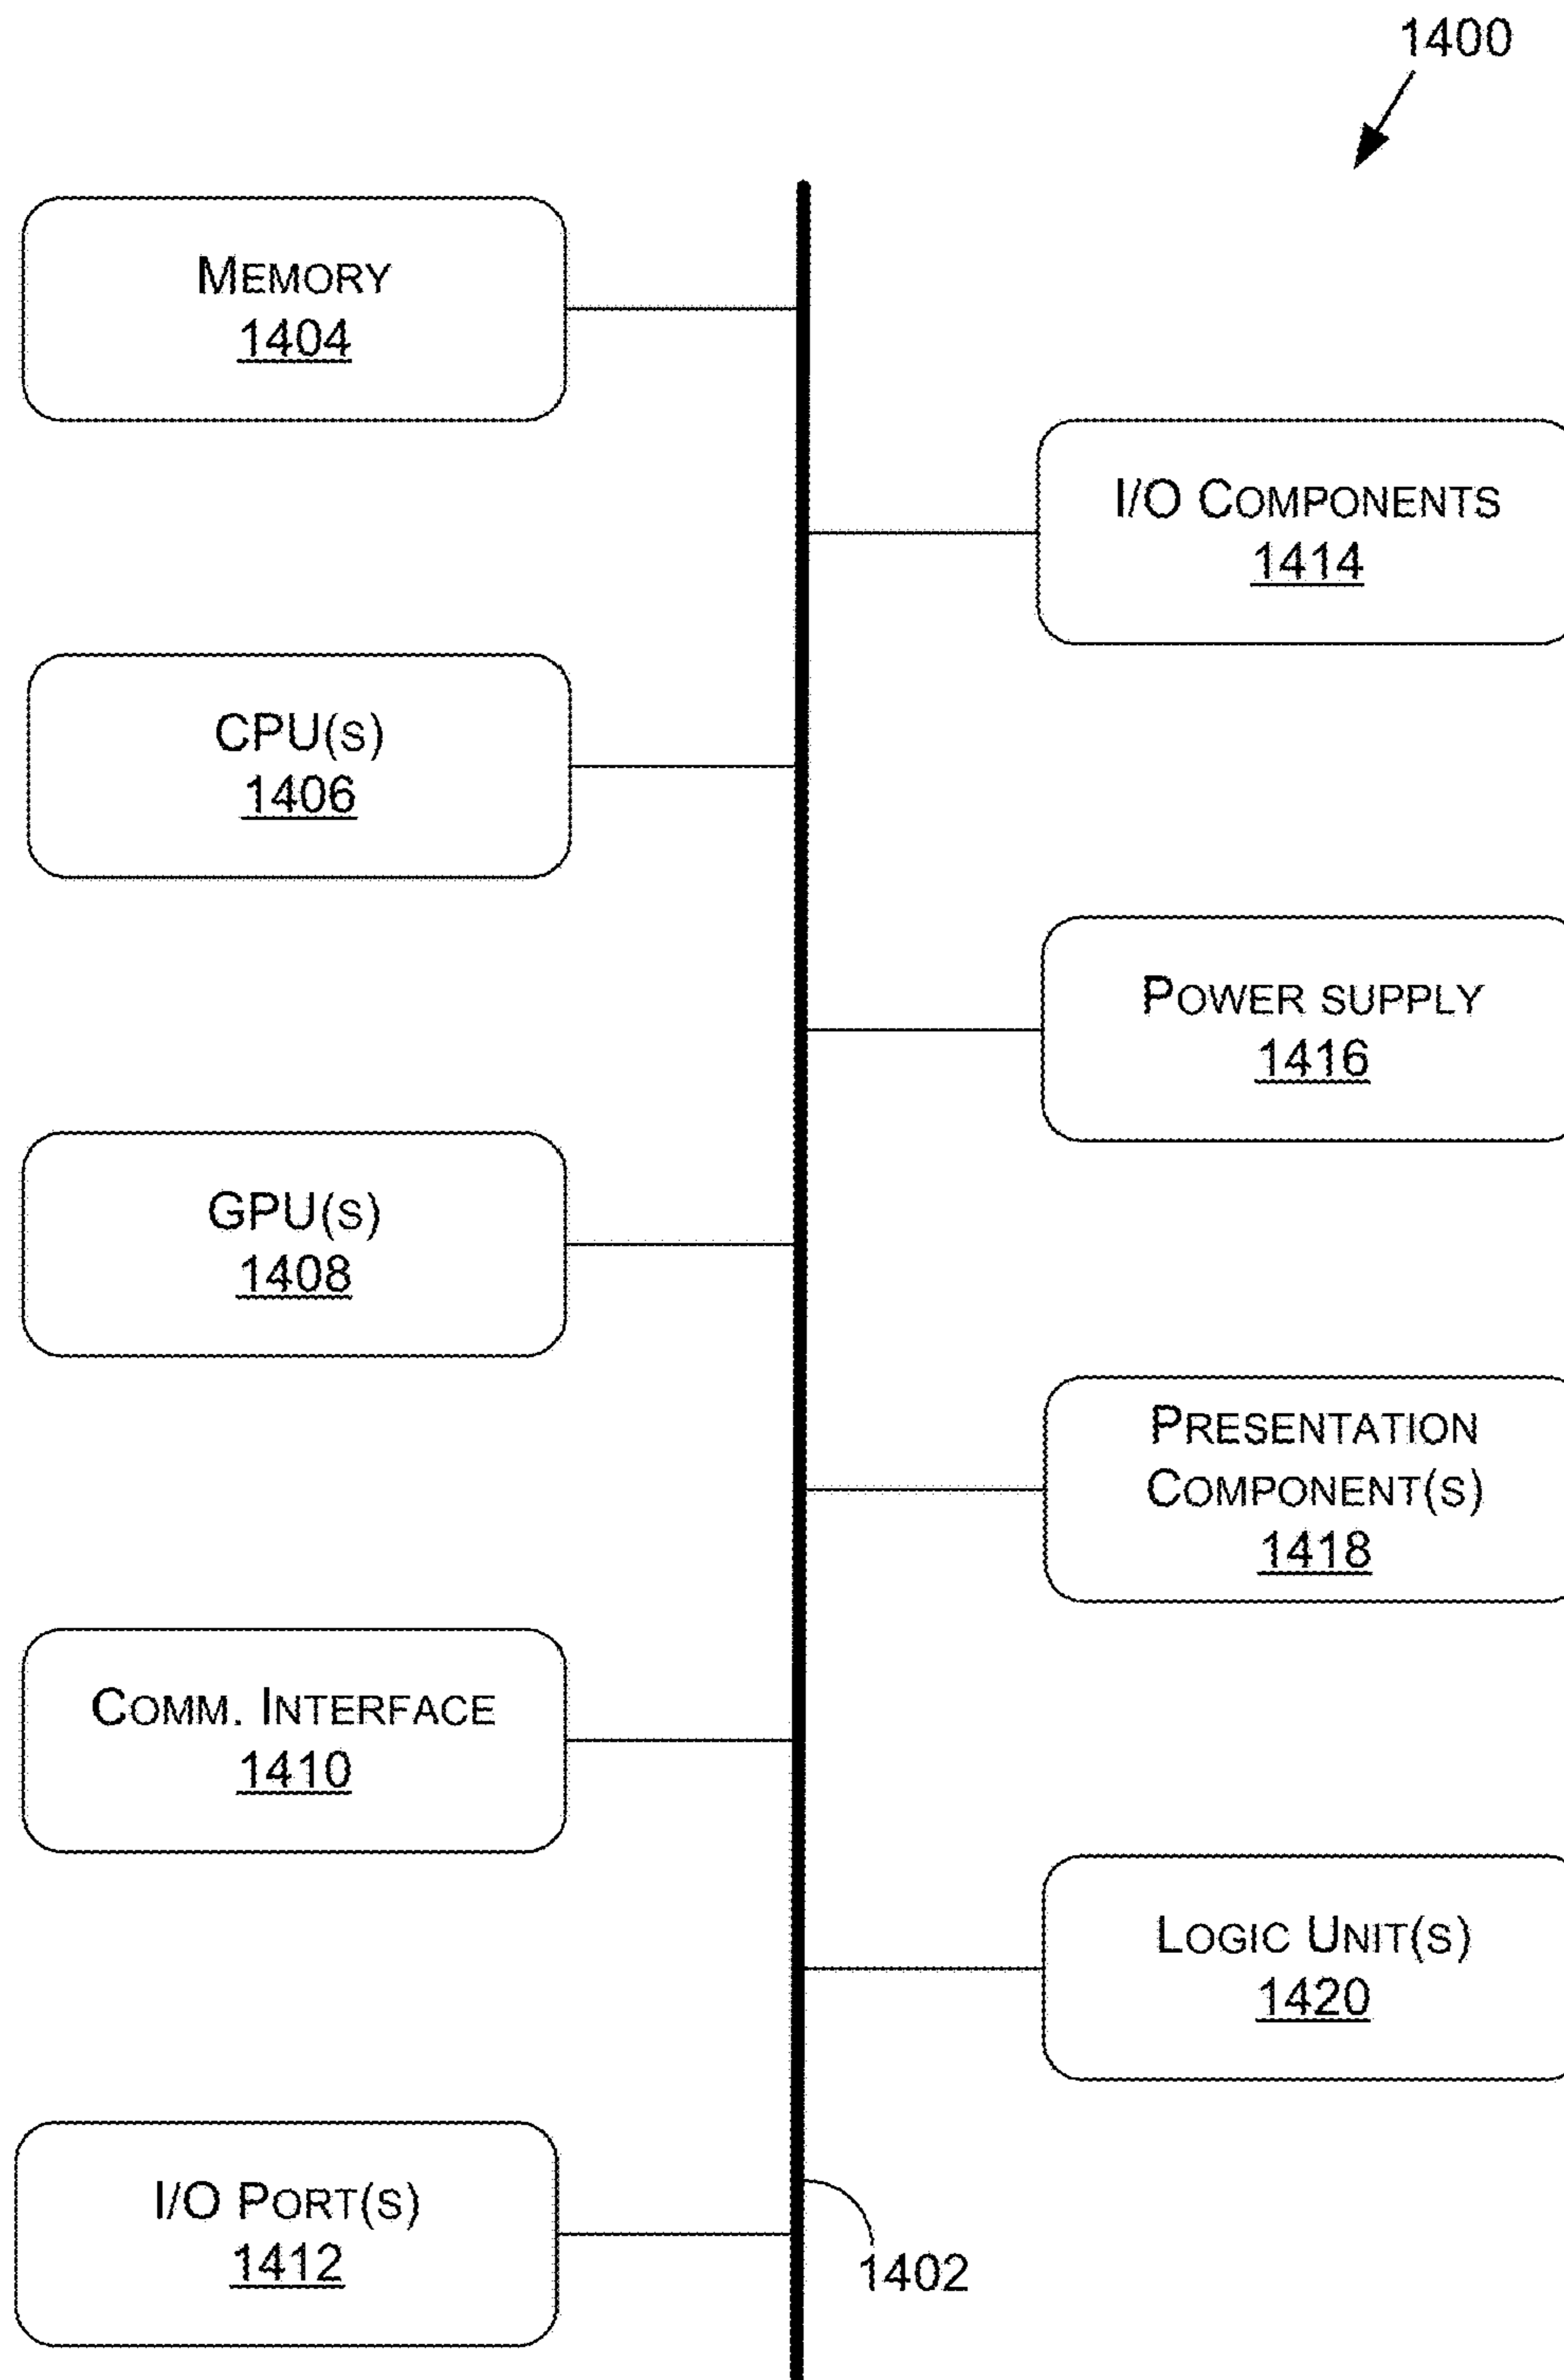 1400
MEMORY
1404
I/O COMPONENTS
1414
CPU(S)
1406
POWER SUPPLY
1416
GPU(S)
1408
PRESENTATION
COMPONENT(S)
1418
COMM. INTERFACE
1410
LOGIC UNIT(S)
1420
I/O PORT(S)
1412
1402